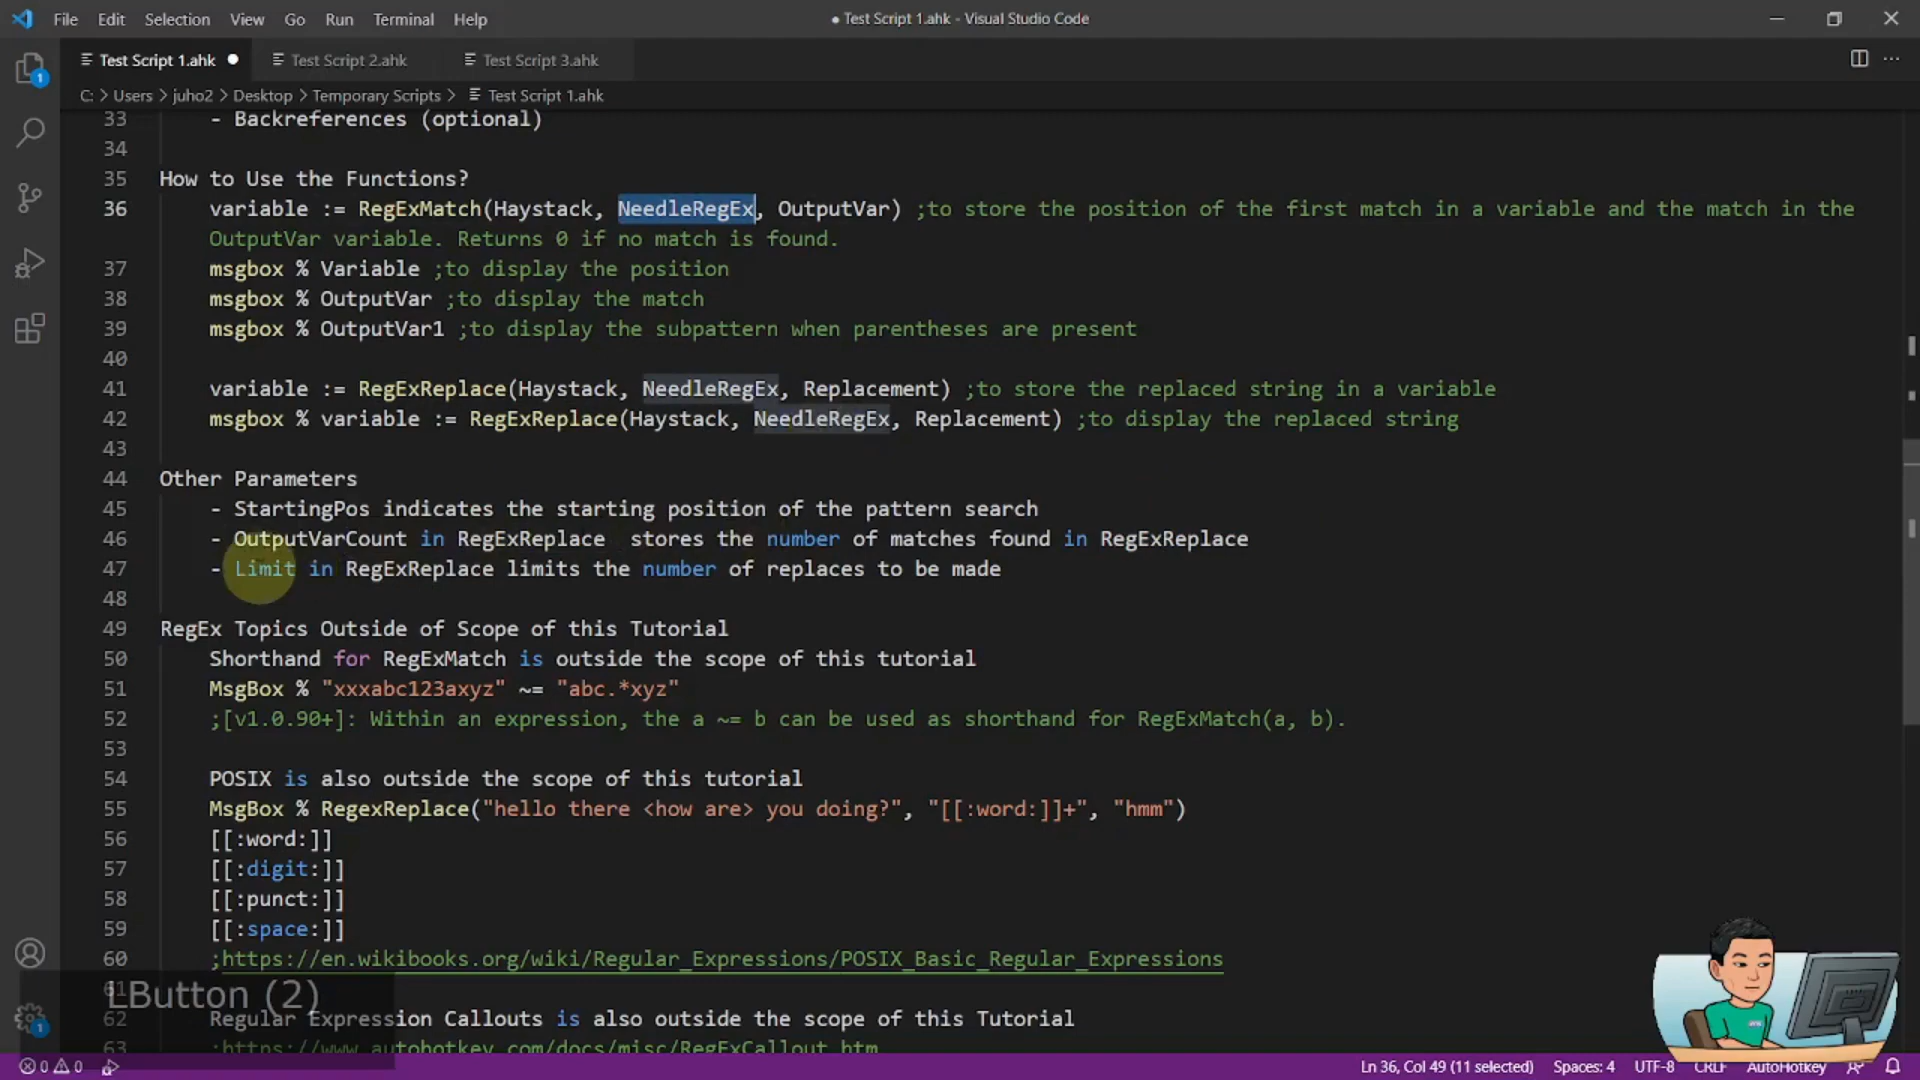 File Edit Selection View Go Run Terminal Help
● Test Script 1.ahk - Visual Studio Code
Test Script 1.ahk ● Test Script 2.ahk Test Script 3.ahk
C: > Users > juho2 > Desktop > Temporary Scripts > Test Script 1.ahk
33 - Backreferences (optional)
34
35 How to Use the Functions?
36 variable := RegExMatch(Haystack, NeedleRegEx, OutputVar) ;to store the position of the first match in a variable and the match in the
OutputVar variable. Returns 0 if no match is found.
37 msgbox % Variable ;to display the position
38 msgbox % OutputVar ;to display the match
39 msgbox % OutputVar1 ;to display the subpattern when parentheses are present
40
41 variable := RegExReplace(Haystack, NeedleRegEx, Replacement) ;to store the replaced string in a variable
42 msgbox % variable := RegExReplace(Haystack, NeedleRegEx, Replacement) ;to display the replaced string
43
44 Other Parameters
45 - StartingPos indicates the starting position of the pattern search
46 - OutputVarCount in RegExReplace  stores the number of matches found in RegExReplace
47 - Limit in RegExReplace limits the number of replaces to be made
48
49 RegEx Topics Outside of Scope of this Tutorial
50 Shorthand for RegExMatch is outside the scope of this tutorial
51 MsgBox % "xxxabc123axyz" ~= "abc.*xyz"
52 ;[v1.0.90+]: Within an expression, the a ~= b can be used as shorthand for RegExMatch(a, b).
53
54 POSIX is also outside the scope of this tutorial
55 MsgBox % RegexReplace("hello there <how are> you doing?", "[[:word:]]+", "hmm")
56 [[:word:]]
57 [[:digit:]]
58 [[:punct:]]
59 [[:space:]]
60 ;https://en.wikibooks.org/wiki/Regular_Expressions/POSIX_Basic_Regular_Expressions
61
LButton (2)
62 Regular Expression Callouts is also outside the scope of this Tutorial
63 ;https://www.autohotkey.com/docs/misc/RegExCallout.htm
1
1
0 0 Ln 36, Col 49 (11 selected) Spaces: 4 UTF-8 CRLF AutoHotkey